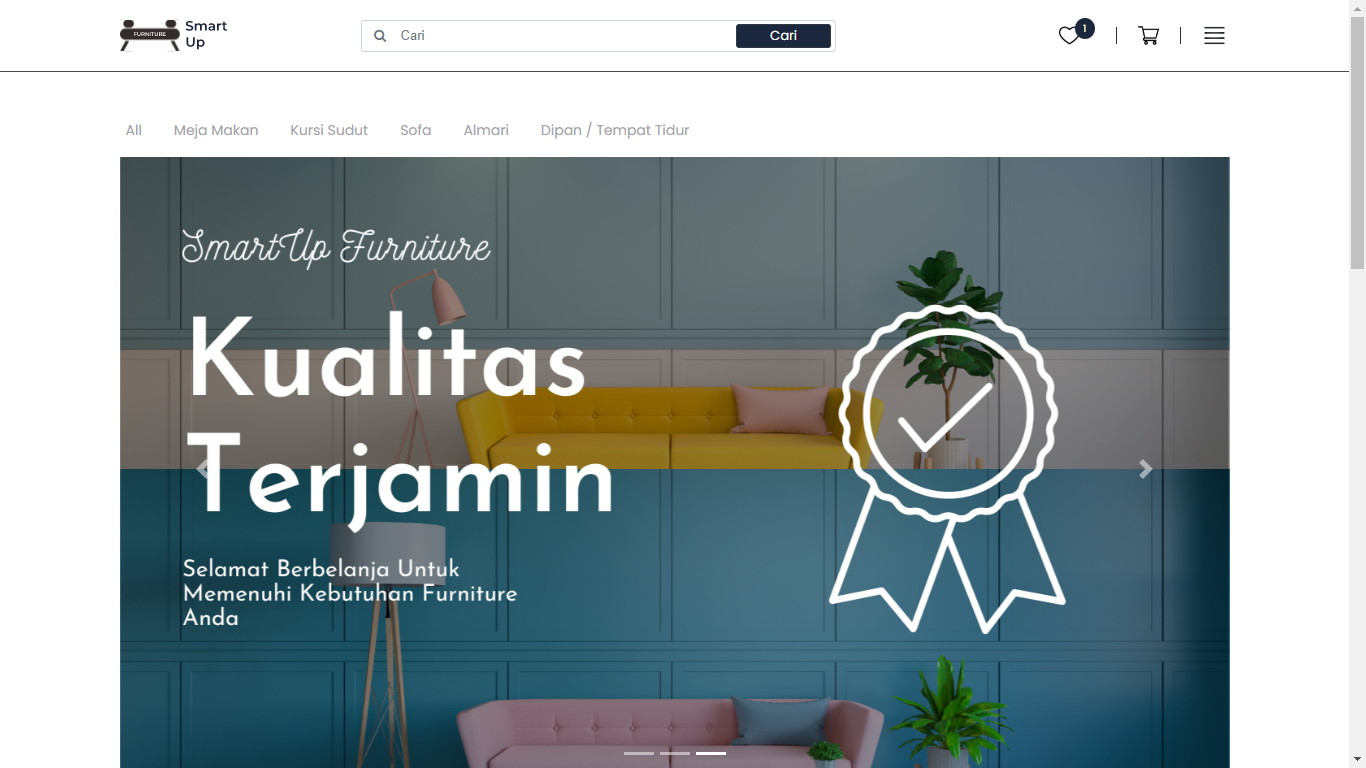 FURNITURE
Smart
Up
Cari
Cari
1
All
Meja Makan
Kursi Sudut
Sofa
Almari
Dipan / Tempat Tidur
SmartUp Furniture
Kualitas
Terjamin
Selamat Berbelanja Untuk
Memenuhi Kebutuhan Furniture
Anda